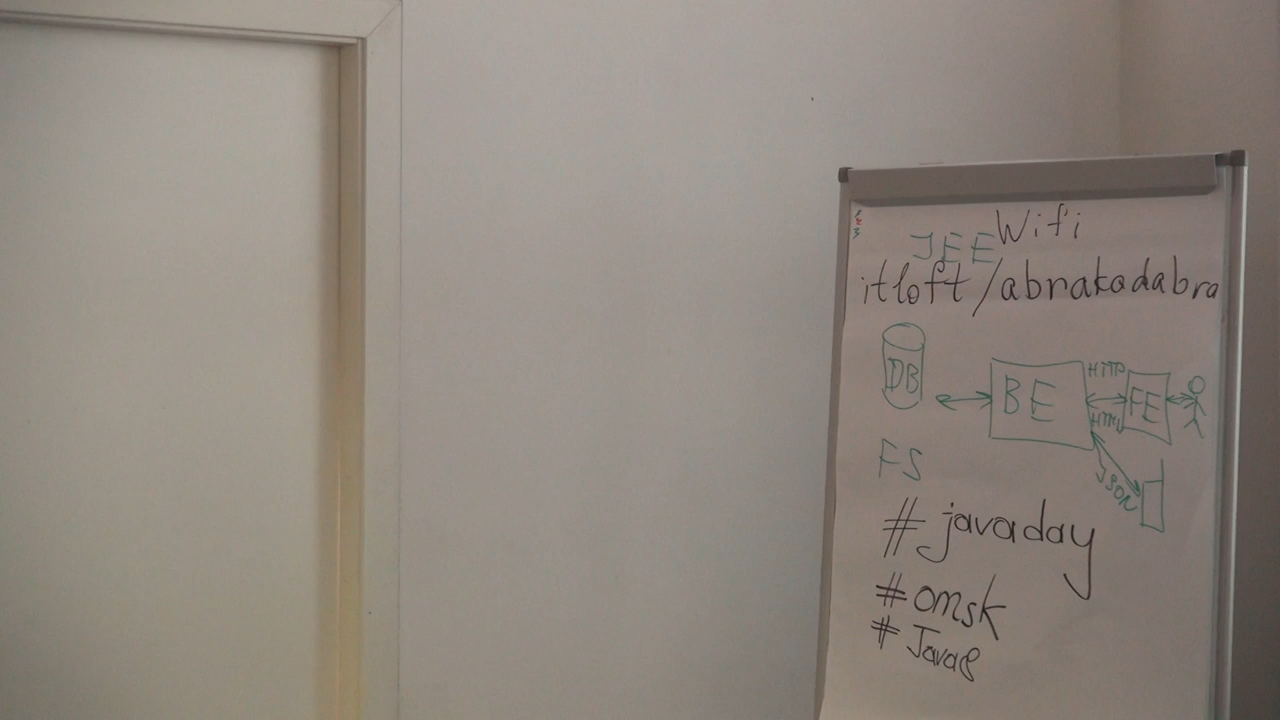 Wifi
JEE
itloft/abrakadabra
DB
BE
HTTP
FE
HTML
FS
JSON
#javaday
#omsk
#Java8